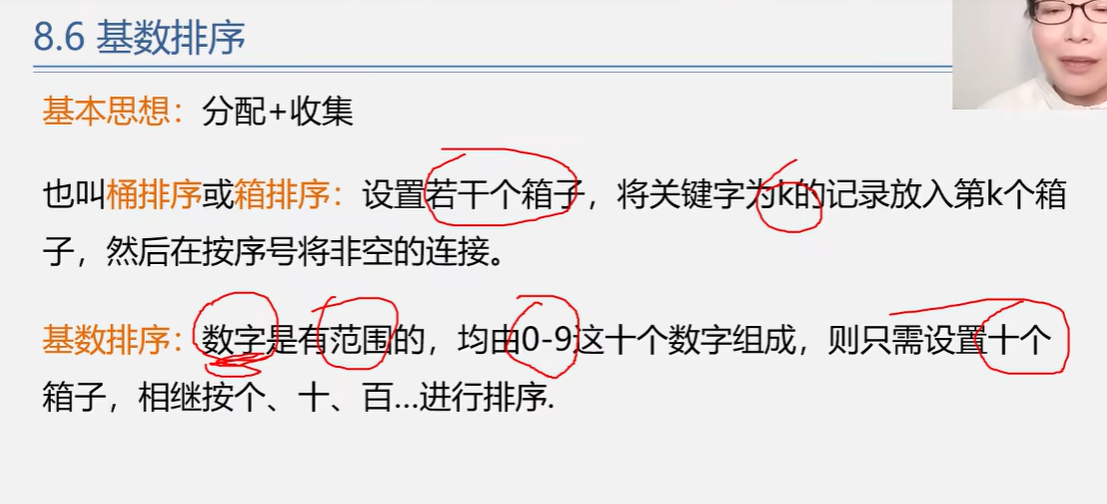 8.6 基数排序
基本思想：分配+收集
也叫桶排序或箱排序：设置若干个箱子，将关键字为k的记录放入第k个箱
子，然后在按序号将非空的连接。
基数排序：数字是有范围的，均由0-9这十个数字组成，则只需设置十个
箱子，相继按个、十、百...进行排序.